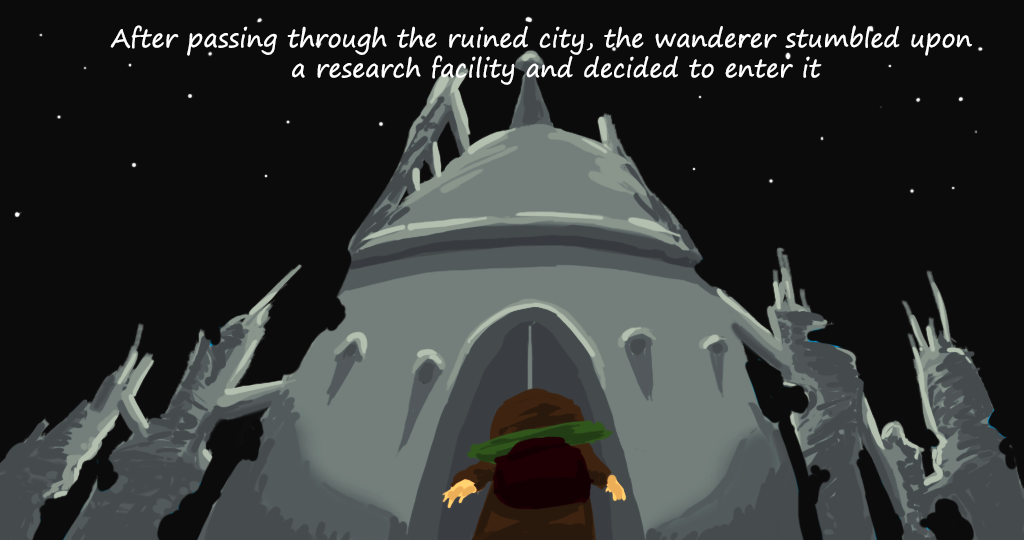 After passing through the ruined city, the wanderer stumbled upon
a research facility and decided to enter it